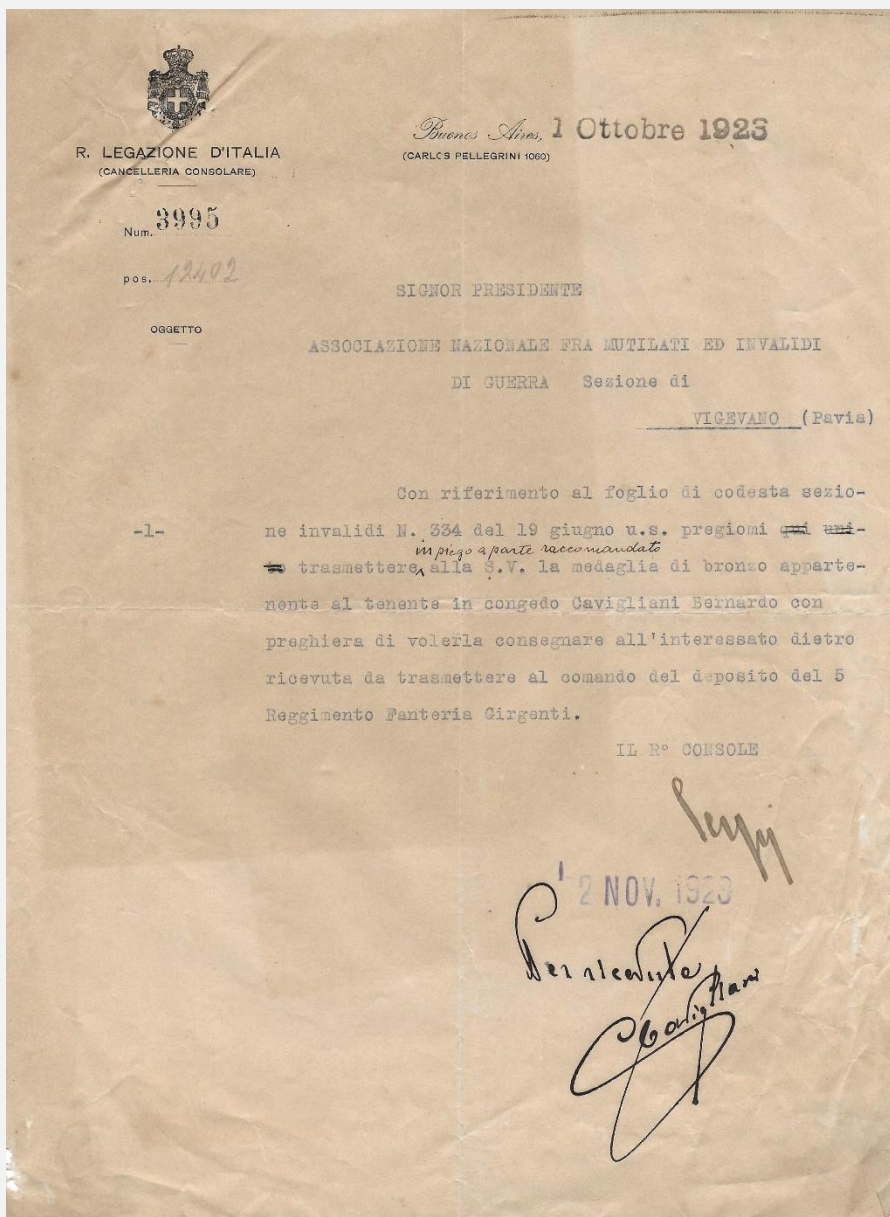 R. LEGAZIONE D'ITALIA
(CANCELLERIA CONSOLARE)
Buenos Aires, 1 Ottobre 1923
(CARLOS PELLEGRINI 1060)
Num. 3995
pos. 12402
OGGETTO
SIGNOR PRESIDENTE
ASSOCIAZIONE NAZIONALE FRA MUTILATI ED INVALIDI
DI GUERRA Sezione di
VIGEVANO (Pavia)
Con riferimento al foglio di codesta sezio-
-1- ne invalidi N. 334 del 19 giugno u.s. pregiomi qui uni-
in piego a parte raccomandato
to trasmettere alla S.V. la medaglia di bronzo apparte-
nente al tenente in congedo Cavigliani Bernardo con
preghiera di volerla consegnare all'interessato dietro
ricevuta da trasmettere al comando del deposito del 5
Reggimento Fanteria Girgenti.
IL Rº CONSOLE
2 NOV. 1923
Per ricevuta
Cavigliani